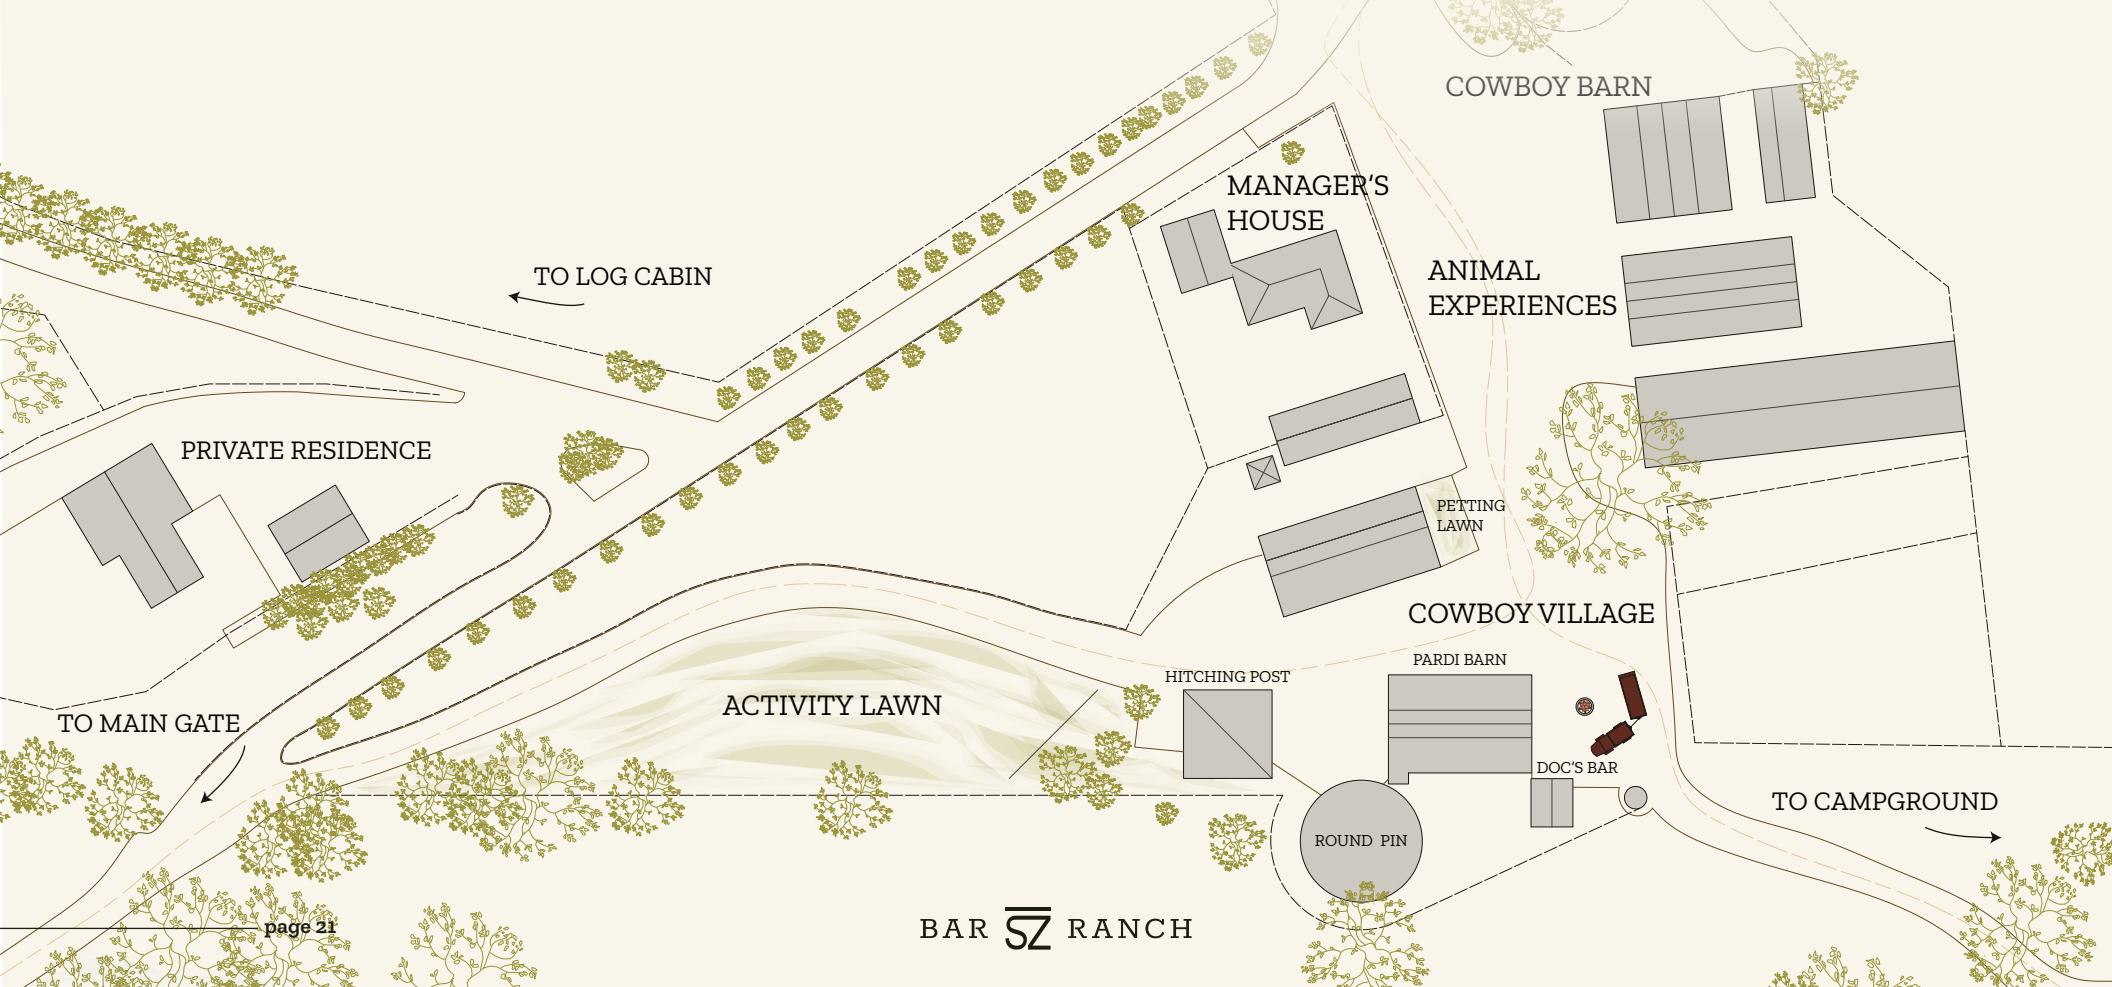 COWBOY BARN
MANAGER'S
HOUSE
TO LOG CABIN
ANIMAL
EXPERIENCES
PRIVATE RESIDENCE
PETTING
LAWN
COWBOY VILLAGE
PARDI BARN
HITCHING POST
ACTIVITY LAWN
TO MAIN GATE
DOC'S BAR
TO CAMPGROUND
ROUND PIN
page 21
BAR SZ RANCH